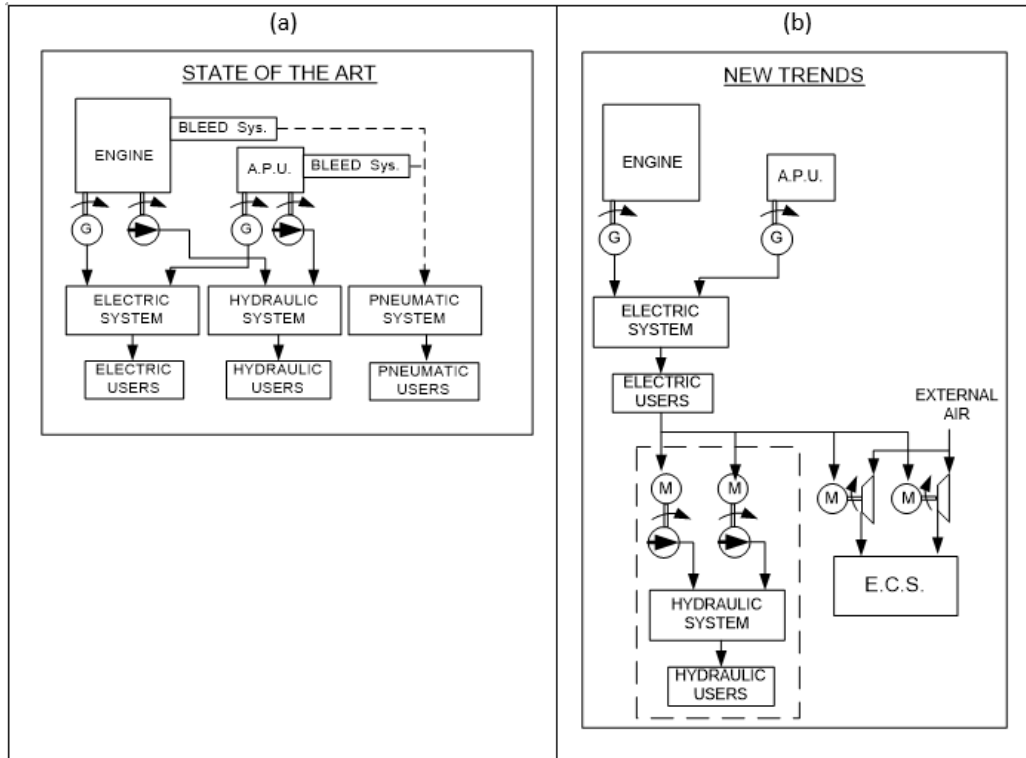 (a)
STATE OF THE ART
BLEED Sys.
ENGINE
A.P.U.
BLEED Sys.
G
G
ELECTRIC
SYSTEM
HYDRAULIC
SYSTEM
PNEUMATIC
SYSTEM
ELECTRIC
USERS
HYDRAULIC
USERS
PNEUMATIC
USERS
(b)
NEW TRENDS
ENGINE
A.P.U.
G
G
ELECTRIC
SYSTEM
ELECTRIC
USERS
EXTERNAL
AIR
M
M
M
M
E.C.S.
HYDRAULIC
SYSTEM
HYDRAULIC
USERS